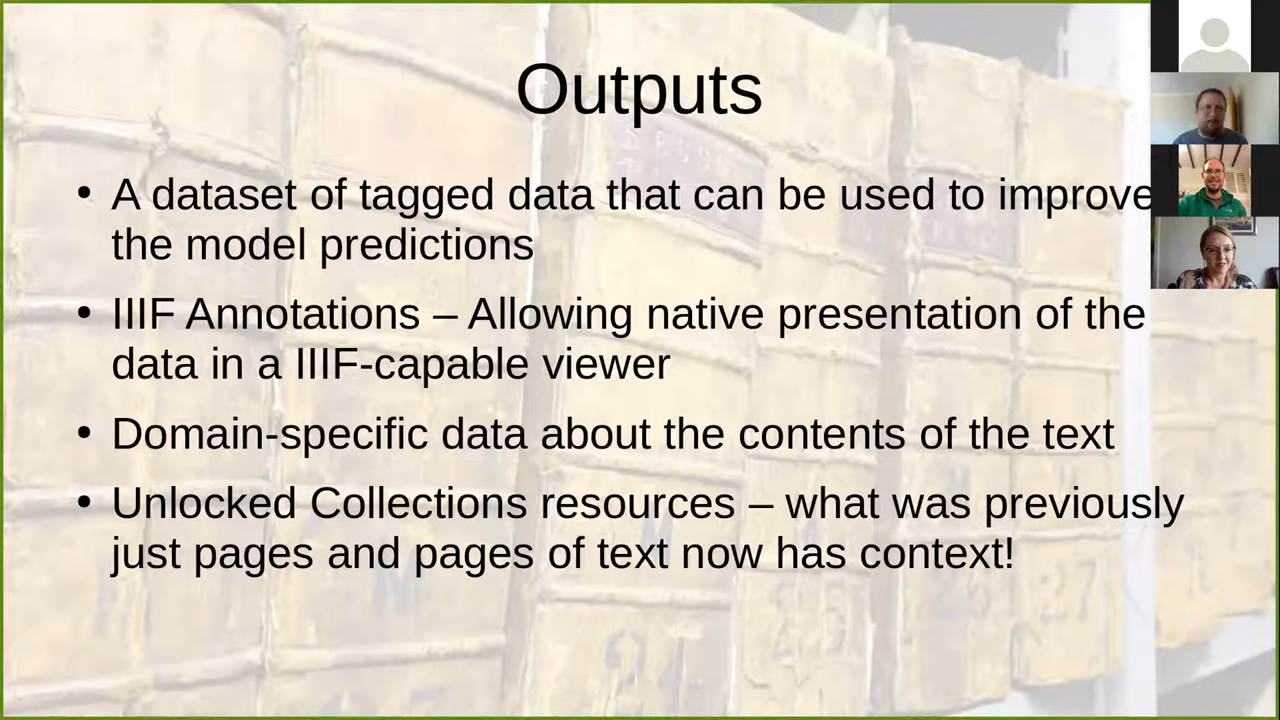 Outputs
• A dataset of tagged data that can be used to improve
the model predictions
• IIIF Annotations – Allowing native presentation of the
data in a IIIF-capable viewer
• Domain-specific data about the contents of the text
• Unlocked Collections resources – what was previously
just pages and pages of text now has context!
24
27